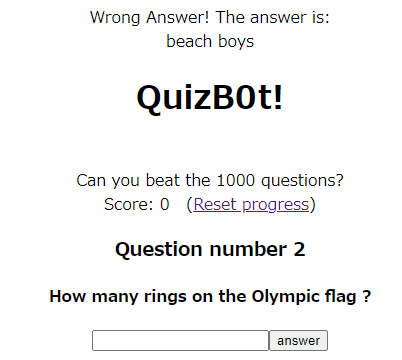 Wrong Answer! The answer is:
beach boys
QuizB0t!
Can you beat the 1000 questions?
Score: 0 (Reset progress)
Question number 2
How many rings on the Olympic flag ?
answer